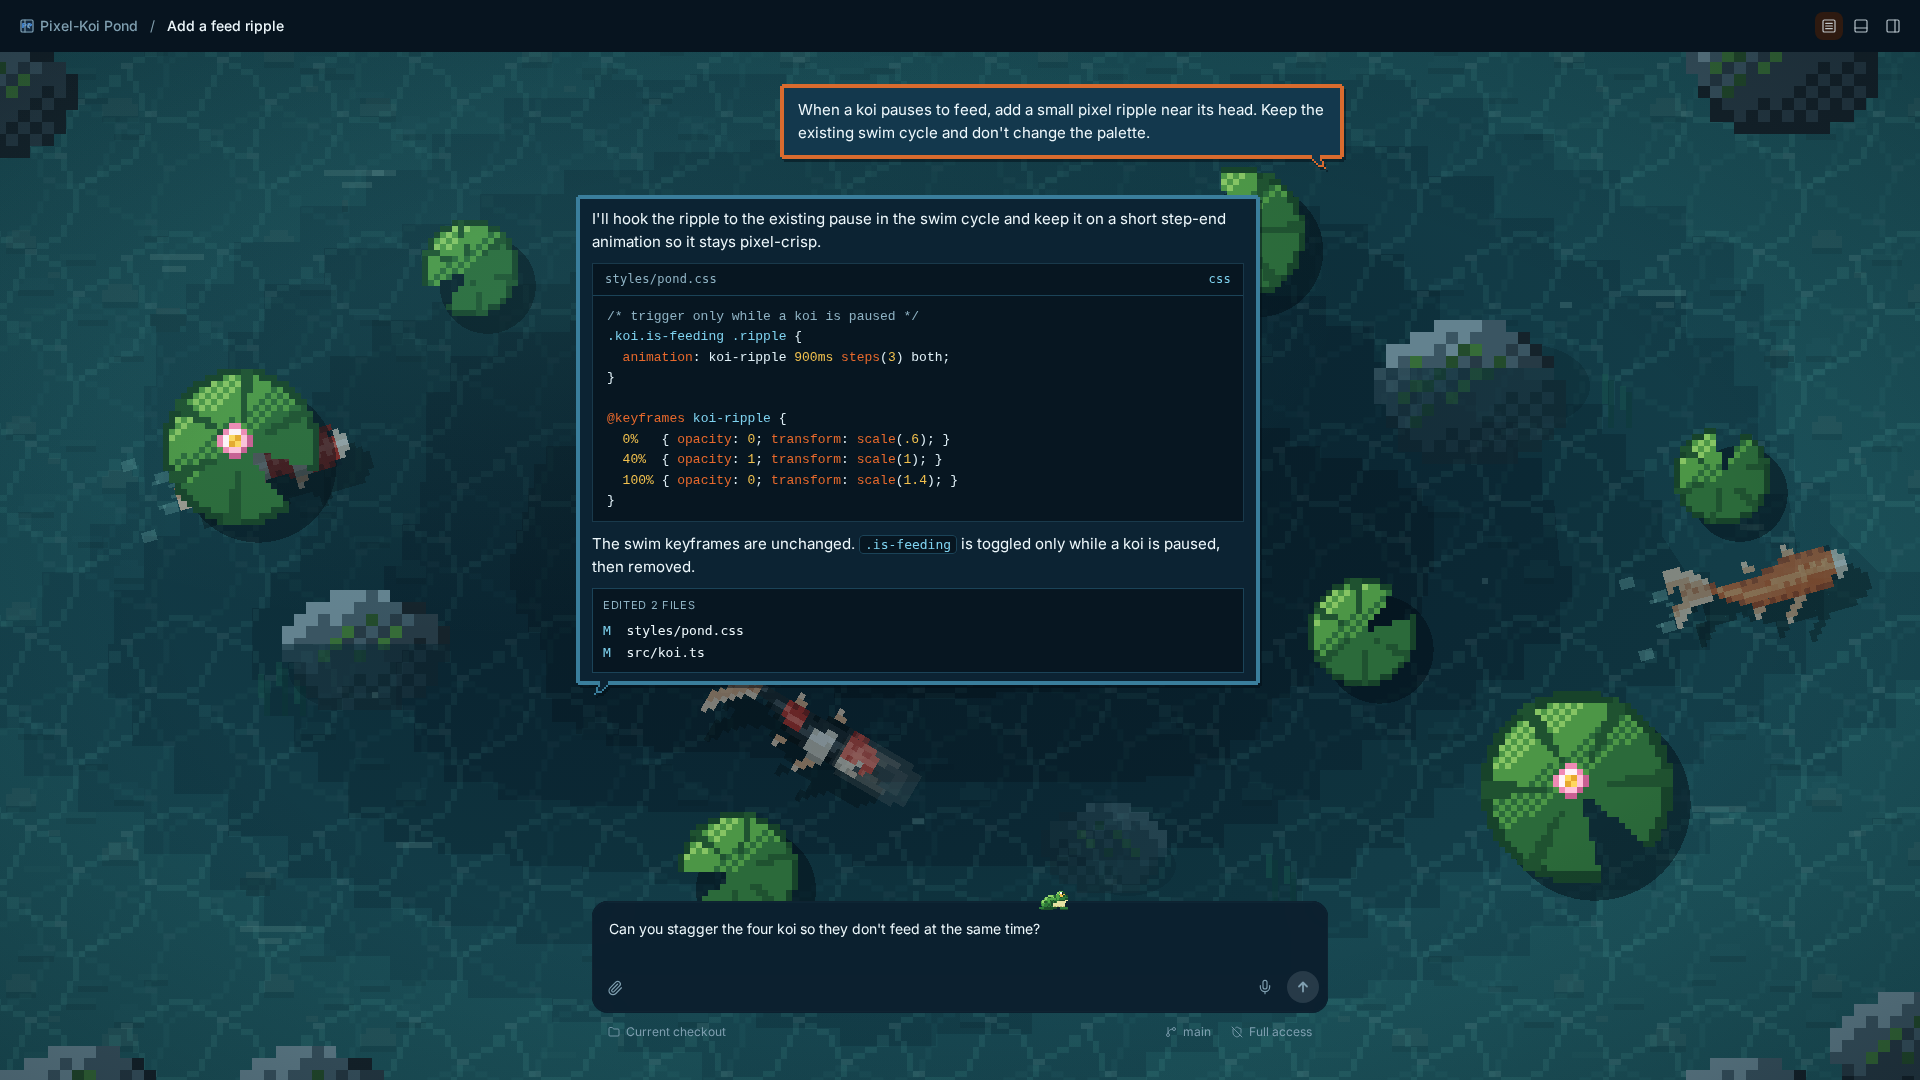 Pixel-Koi Pond / Add a feed ripple
When a koi pauses to feed, add a small pixel ripple near its head. Keep the
existing swim cycle and don't change the palette.
I'll hook the ripple to the existing pause in the swim cycle and keep it on a short step-end
animation so it stays pixel-crisp.
styles/pond.css css
/* trigger only while a koi is paused */
.koi.is-feeding .ripple {
  animation: koi-ripple 900ms steps(3) both;
}
@keyframes koi-ripple {
  0%   { opacity: 0; transform: scale(.6); }
  40%  { opacity: 1; transform: scale(1); }
  100% { opacity: 0; transform: scale(1.4); }
}
The swim keyframes are unchanged. .is-feeding is toggled only while a koi is paused,
then removed.
EDITED 2 FILES
M styles/pond.css
M src/koi.ts
Can you stagger the four koi so they don't feed at the same time?
Current checkout main Full access